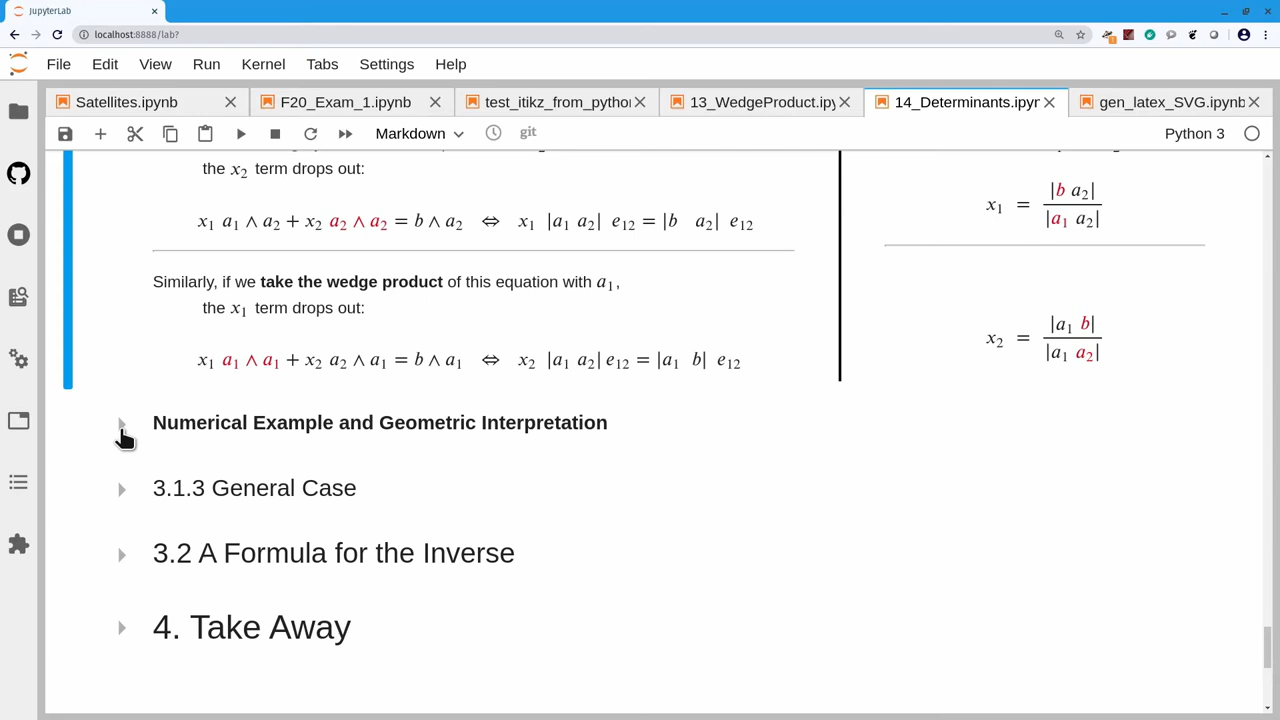 JupyterLab
localhost:8888/lab?
File Edit View Run Kernel Tabs Settings Help
Satellites.ipynb F20_Exam_1.ipynb test_itikz_from_pytho 13_WedgeProduct.ipy 14_Determinants.ipyn gen_latex_SVG.ipynb
Markdown git Python 3
the x₂ term drops out:
x₁ a₁ ∧ a₂ + x₂ a₂ ∧ a₂ = b ∧ a₂ ⇔ x₁ |a₁ a₂| e₁₂ = |b a₂| e₁₂
x₁ = |b a₂| / |a₁ a₂|
Similarly, if we take the wedge product of this equation with a₁,
the x₁ term drops out:
x₁ a₁ ∧ a₁ + x₂ a₂ ∧ a₁ = b ∧ a₁ ⇔ x₂ |a₁ a₂| e₁₂ = |a₁ b| e₁₂
x₂ = |a₁ b| / |a₁ a₂|
Numerical Example and Geometric Interpretation
3.1.3 General Case
3.2 A Formula for the Inverse
4. Take Away